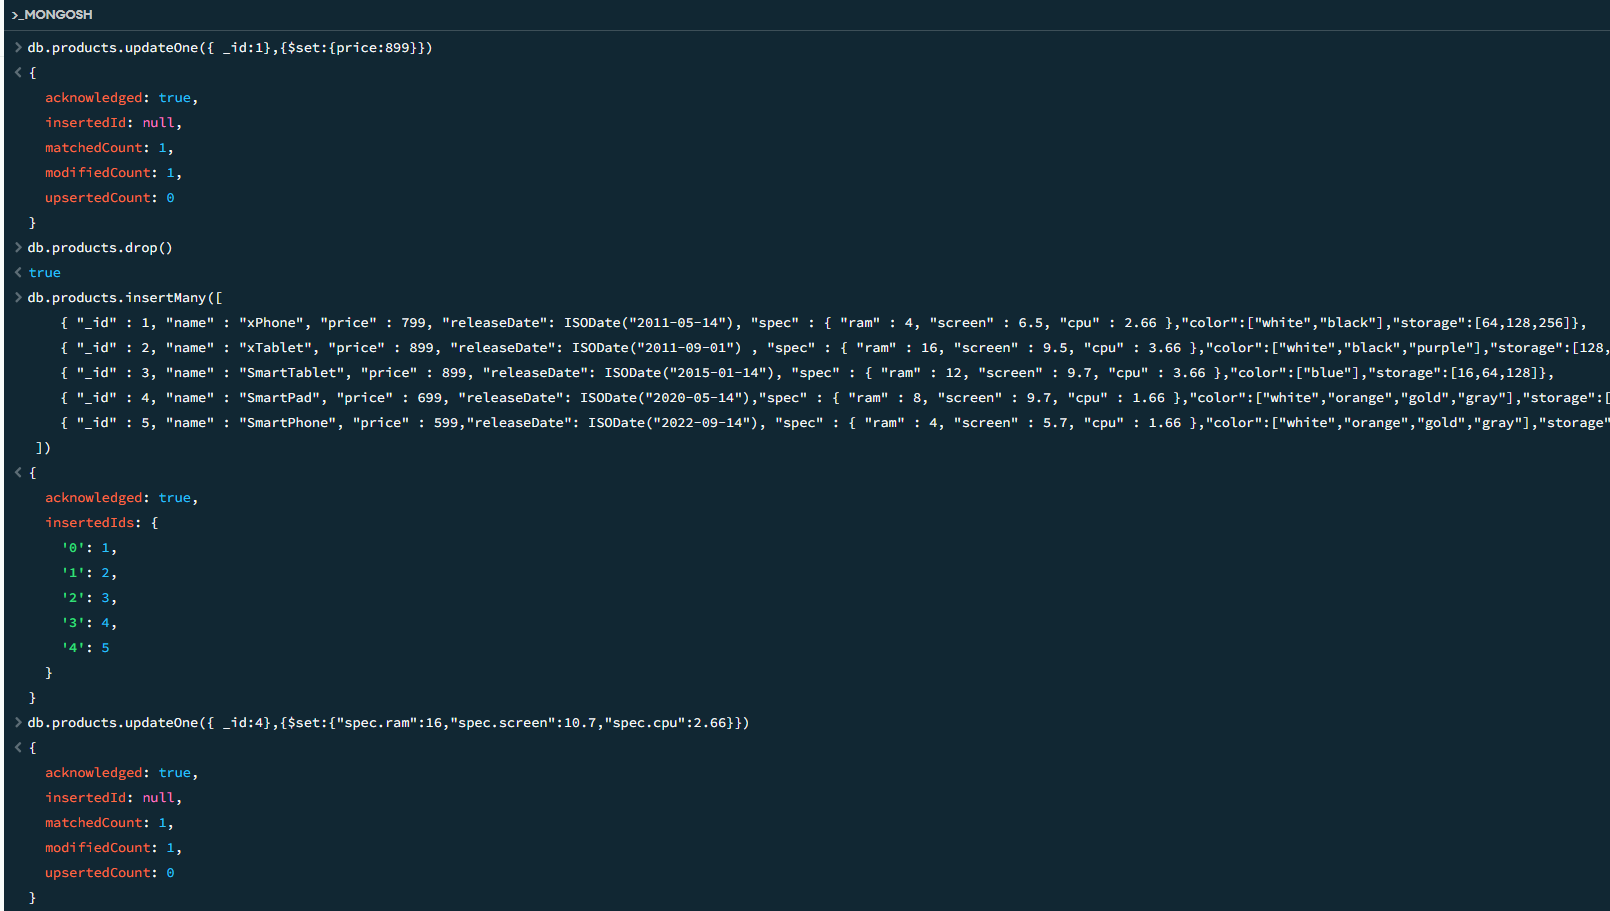 >_MONGOSH
> db.products.updateOne({ _id:1},{$set:{price:899}})
< {
acknowledged: true,
insertedId: null,
matchedCount: 1,
modifiedCount: 1,
upsertedCount: 0
}
> db.products.drop()
< true
> db.products.insertMany([
{ "_id" : 1, "name" : "xPhone", "price" : 799, "releaseDate": ISODate("2011-05-14"), "spec" : { "ram" : 4, "screen" : 6.5, "cpu" : 2.66 },"color":["white","black"],"storage":[64,128,256]},
{ "_id" : 2, "name" : "xTablet", "price" : 899, "releaseDate": ISODate("2011-09-01") , "spec" : { "ram" : 16, "screen" : 9.5, "cpu" : 3.66 },"color":["white","black","purple"],"storage":[128,
{ "_id" : 3, "name" : "SmartTablet", "price" : 899, "releaseDate": ISODate("2015-01-14"), "spec" : { "ram" : 12, "screen" : 9.7, "cpu" : 3.66 },"color":["blue"],"storage":[16,64,128]},
{ "_id" : 4, "name" : "SmartPad", "price" : 699, "releaseDate": ISODate("2020-05-14"),"spec" : { "ram" : 8, "screen" : 9.7, "cpu" : 1.66 },"color":["white","orange","gold","gray"],"storage":[
{ "_id" : 5, "name" : "SmartPhone", "price" : 599,"releaseDate": ISODate("2022-09-14"), "spec" : { "ram" : 4, "screen" : 5.7, "cpu" : 1.66 },"color":["white","orange","gold","gray"],"storage"
])
< {
acknowledged: true,
insertedIds: {
'0': 1,
'1': 2,
'2': 3,
'3': 4,
'4': 5
}
}
> db.products.updateOne({ _id:4},{$set:{"spec.ram":16,"spec.screen":10.7,"spec.cpu":2.66}})
< {
acknowledged: true,
insertedId: null,
matchedCount: 1,
modifiedCount: 1,
upsertedCount: 0
}